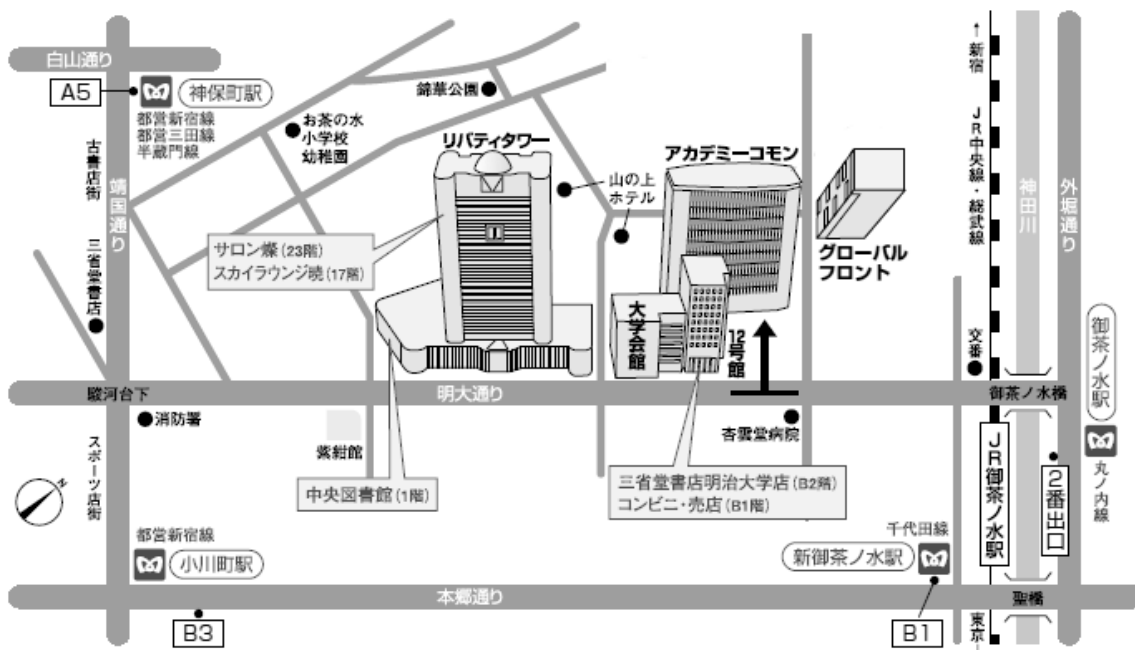 白山通り
A5
神保町駅
都営新宿線
都営三田線
半蔵門線
古書店街
靖国通り
三省堂書店
お茶の水
小学校
幼稚園
錦華公園
リバティタワー
山の上
ホテル
アカデミーコモン
グローバル
フロント
サロン燦(23階)
スカイラウンジ暁(17階)
大学会館
12号館
↑新宿
JR中央線・総武線
神田川
外堀通り
交番
御茶ノ水駅
丸ノ内線
駿河台下
明大通り
御茶ノ水橋
消防署
スポーツ店街
紫紺館
中央図書館(1階)
杏雲堂病院
三省堂書店明治大学店(B2階)
コンビニ・売店(B1階)
JR御茶ノ水駅
2番出口
N
都営新宿線
小川町駅
千代田線
新御茶ノ水駅
本郷通り
聖橋
B3
B1
東京